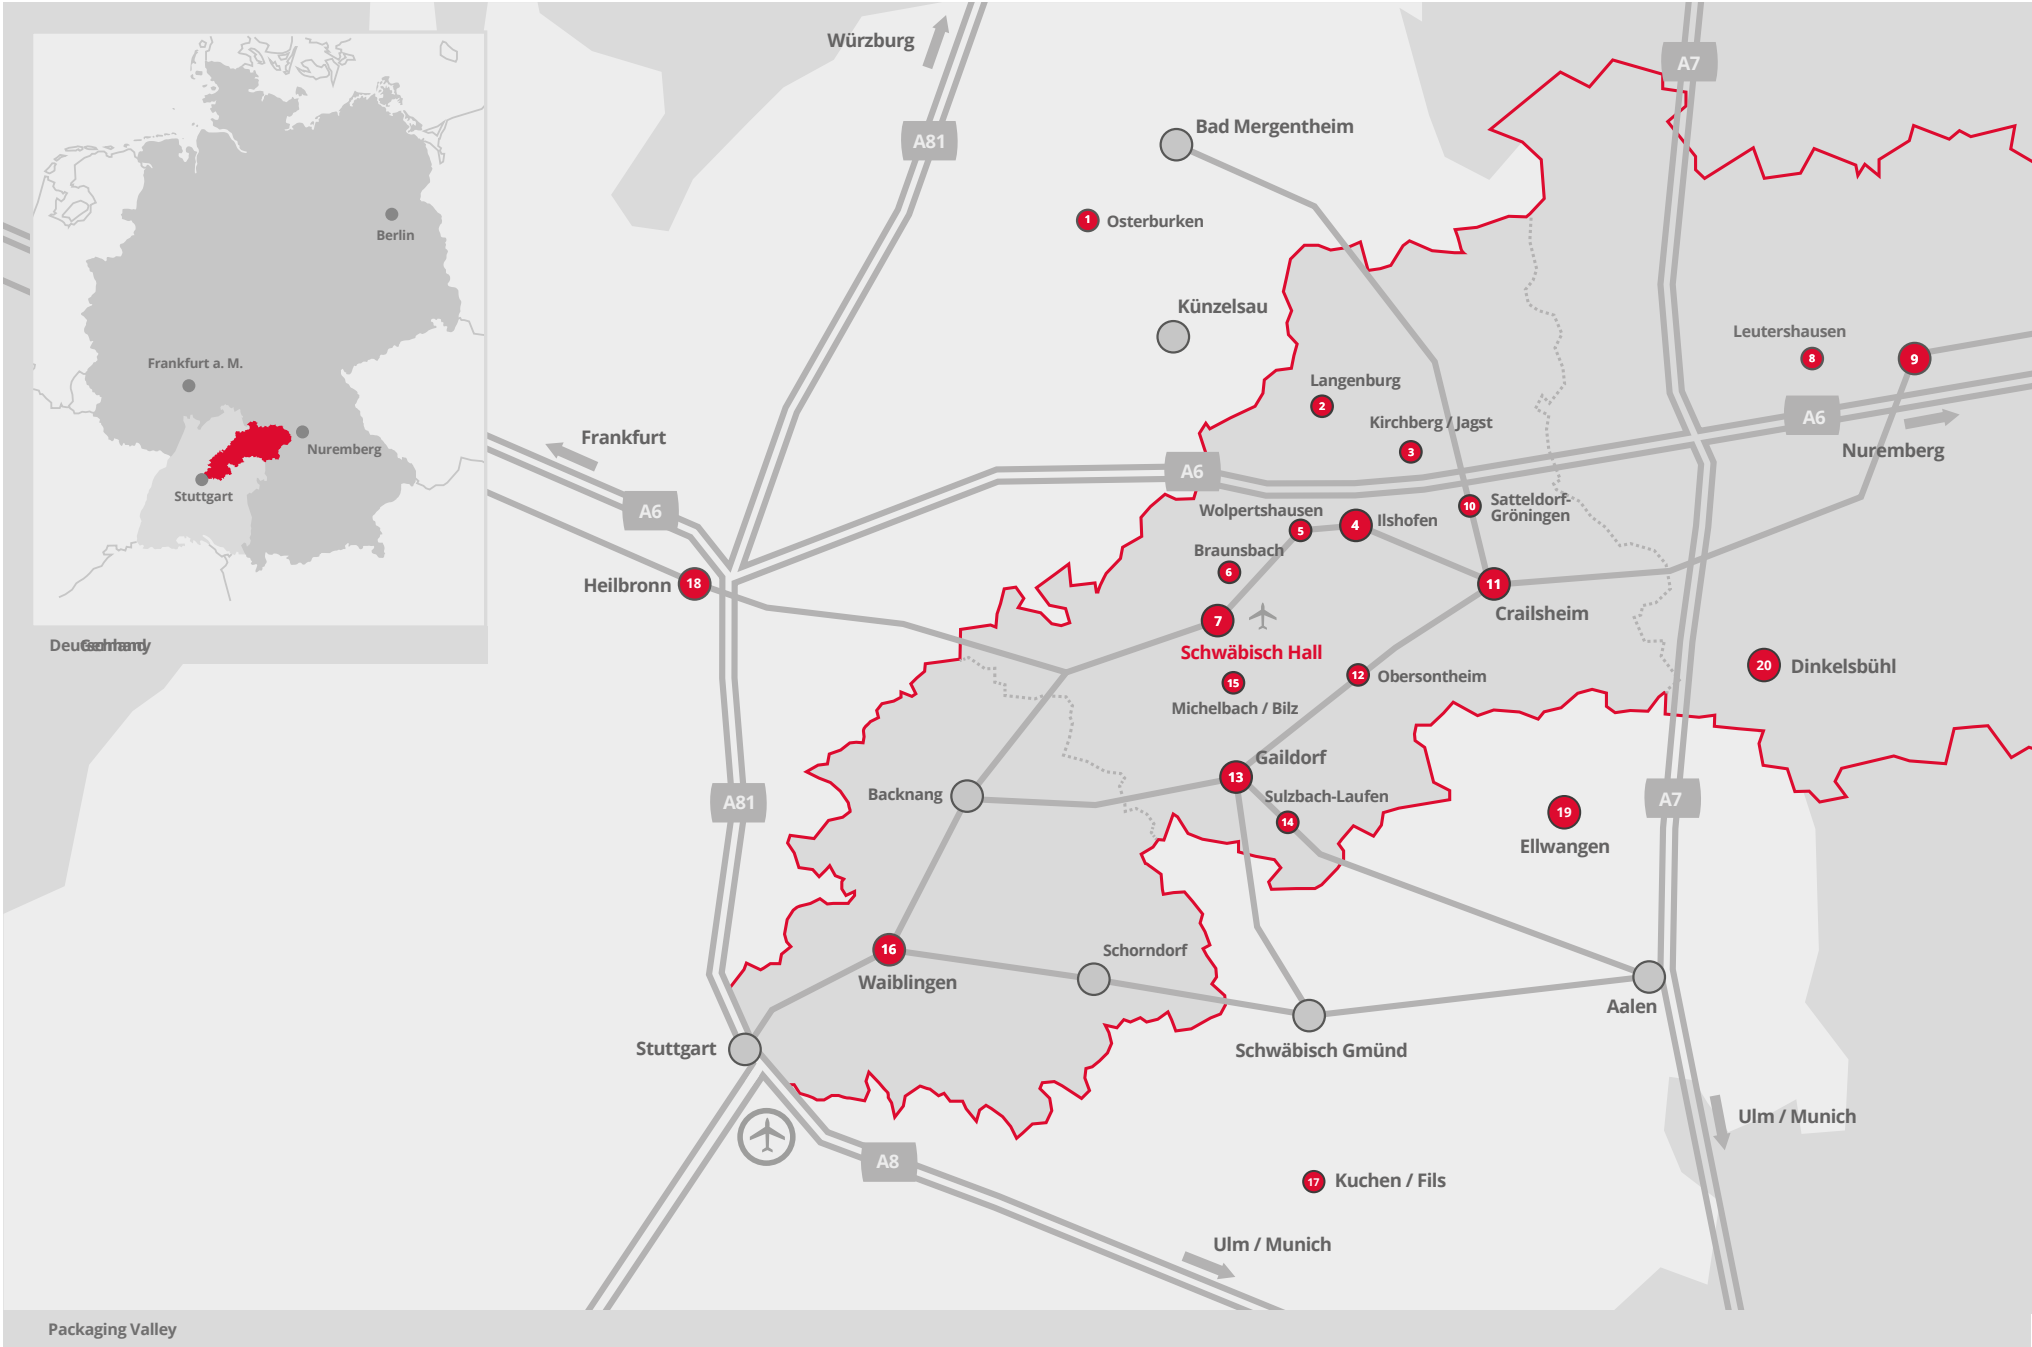 Würzburg
A7
Bad Mergentheim
A81
Berlin
1 Osterburken
Künzelsau
Leutershausen
8
9
Frankfurt a. M.
Langenburg
2
A6
Kirchberg / Jagst
3
Nuremberg
Frankfurt
Nuremberg
A6
Stuttgart
A6
Satteldorf-
10
Gröningen
Wolpertshausen
5
4
Ilshofen
Braunsbach
6
Heilbronn
18
11
Crailsheim
7
Schwäbisch Hall
20 Dinkelsbühl
15
Michelbach / Bilz
12 Obersontheim
Gaildorf
13
Backnang
Sulzbach-Laufen
14
A81
A7
19
Ellwangen
16
Waiblingen
Schorndorf
Aalen
Stuttgart
Schwäbisch Gmünd
Ulm / Munich
A8
17 Kuchen / Fils
Ulm / Munich
Packaging Valley